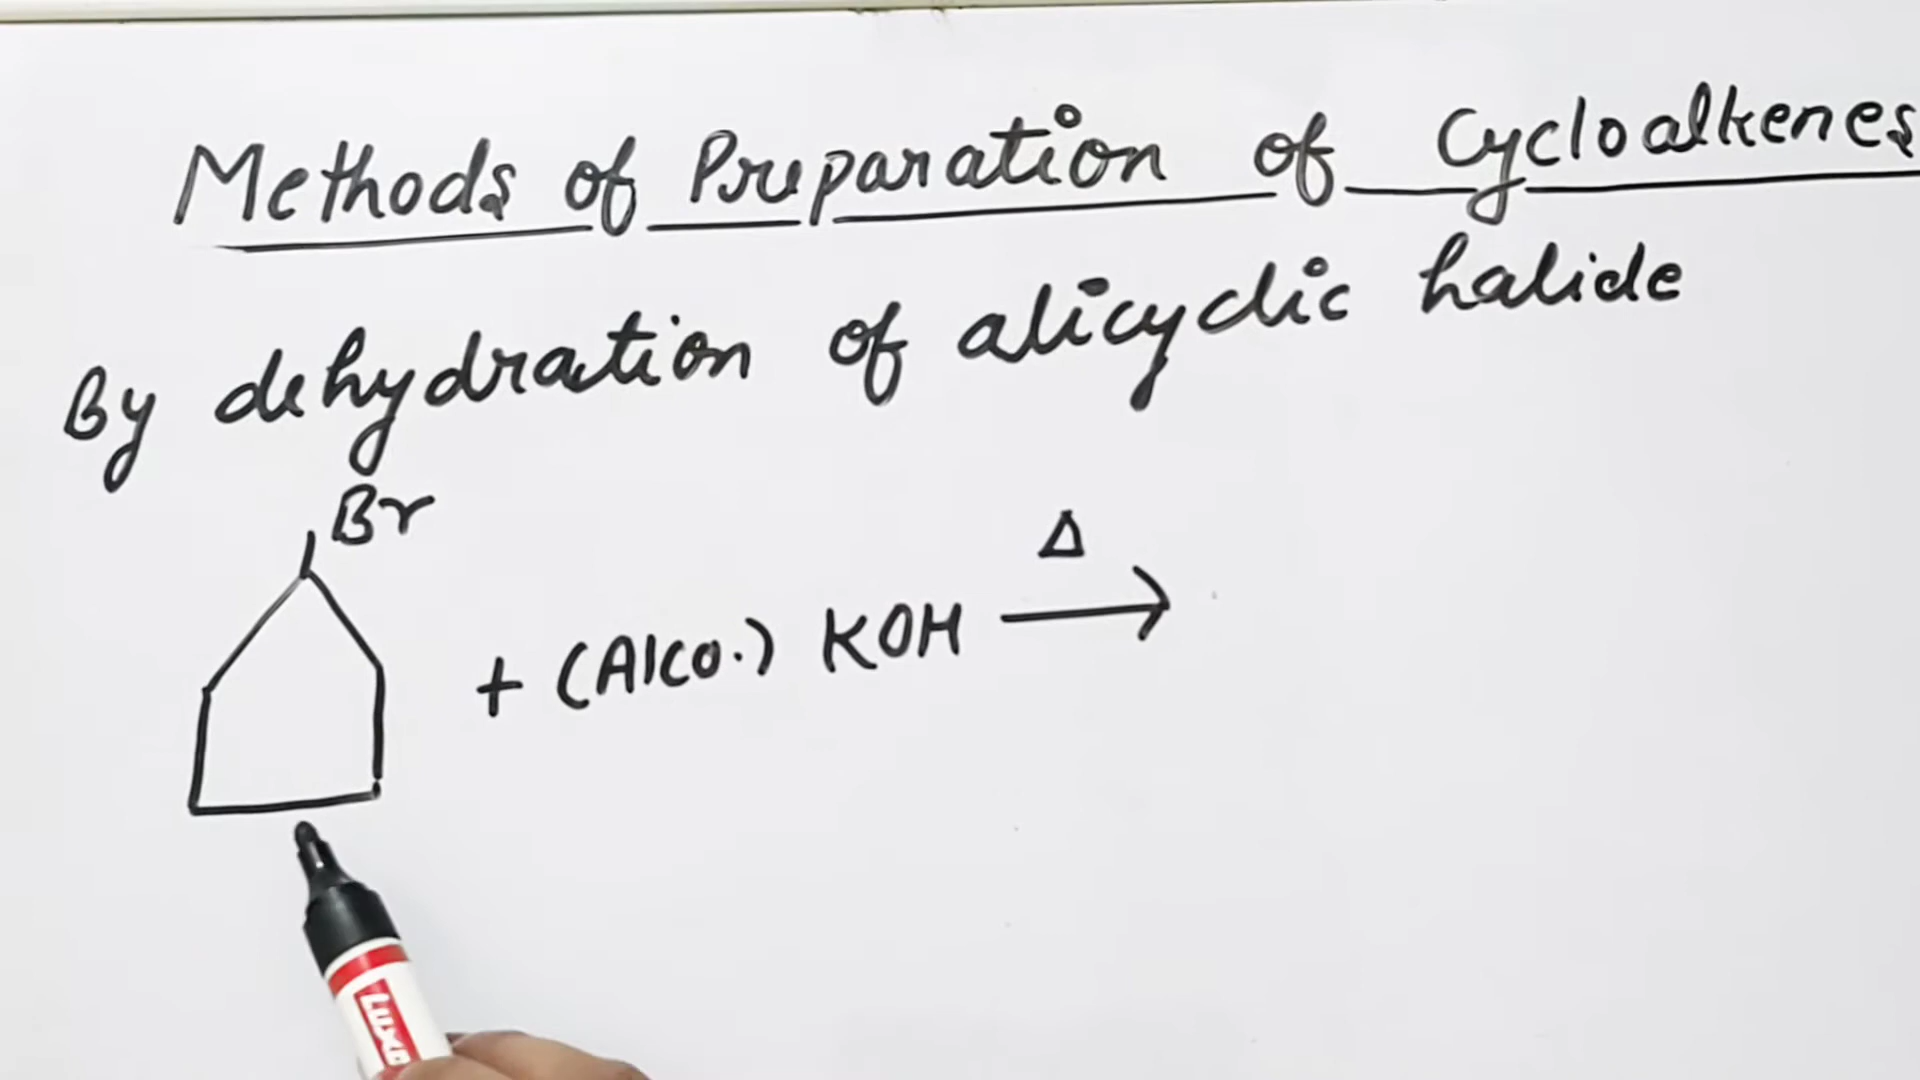 Methods of Preparation of Cycloalkenes
By dehydration of alicyclic halide
Br
Δ
+ (Alco.) KOH →